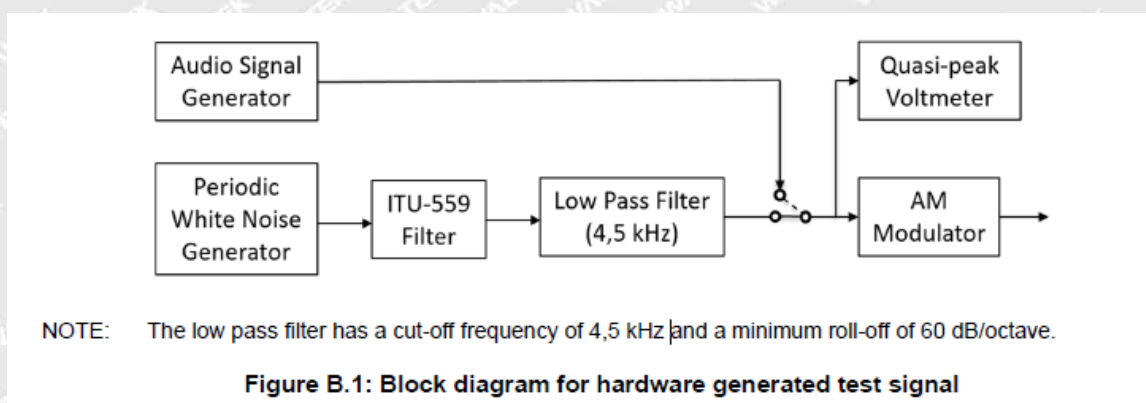 Audio Signal
Generator
Quasi-peak
Voltmeter
Periodic
White Noise
Generator
ITU-559
Filter
Low Pass Filter
(4,5 kHz)
AM
Modulator
NOTE: The low pass filter has a cut-off frequency of 4,5 kHz and a minimum roll-off of 60 dB/octave.
Figure B.1: Block diagram for hardware generated test signal